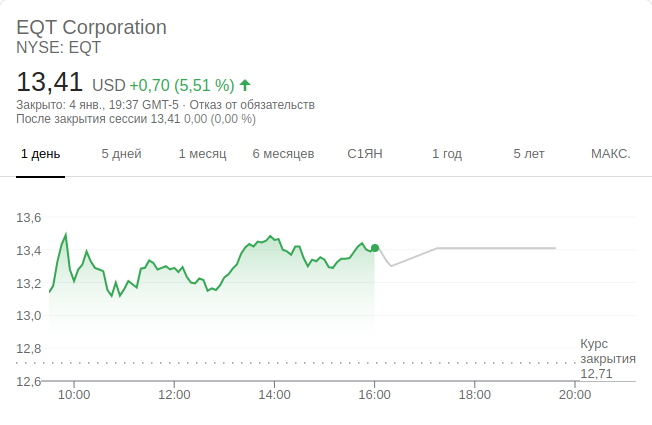 EQT Corporation
NYSE: EQT
13,41 USD +0,70 (5,51 %)
Закрыто: 4 янв., 19:37 GMT-5 · Отказ от обязательств
После закрытия сессии 13,41 0,00 (0,00 %)
1 день 5 дней 1 месяц 6 месяцев С1ЯН 1 год 5 лет МАКС.
13,6
13,4
13,2
13,0
12,8
12,6
Курс
закрытия
12,71
10:00 12:00 14:00 16:00 18:00 20:00